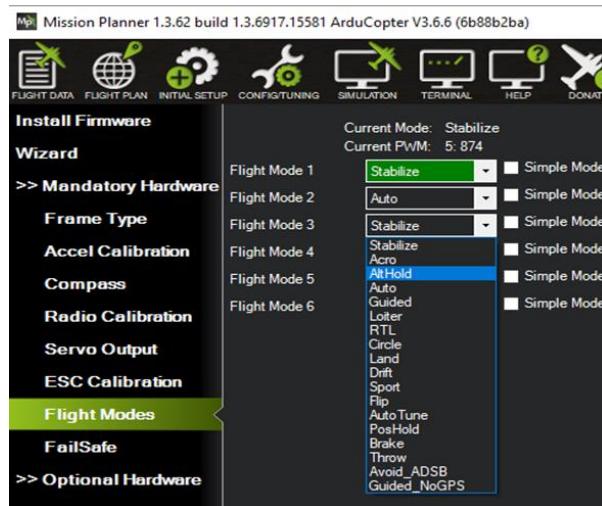 Mission Planner 1.3.62 build 1.3.6917.15581 ArduCopter V3.6.6 (6b88b2ba)
FLIGHT DATA FLIGHT PLAN INITIAL SETUP CONFIG/TUNING SIMULATION TERMINAL HELP DONAT
Install Firmware
Wizard
>> Mandatory Hardware
Frame Type
Accel Calibration
Compass
Radio Calibration
Servo Output
ESC Calibration
Flight Modes
FailSafe
>> Optional Hardware
Current Mode: Stabilize
Current PWM: 5: 874
Flight Mode 1 Stabilize Simple Mode
Flight Mode 2 Auto Simple Mode
Flight Mode 3 Stabilize Simple Mode
Flight Mode 4 Simple Mode
Flight Mode 5 Simple Mode
Flight Mode 6 Simple Mode
Stabilize
Acro
AltHold
Auto
Guided
Loiter
RTL
Circle
Land
Drift
Sport
Flip
AutoTune
PosHold
Brake
Throw
Avoid_ADSB
Guided_NoGPS